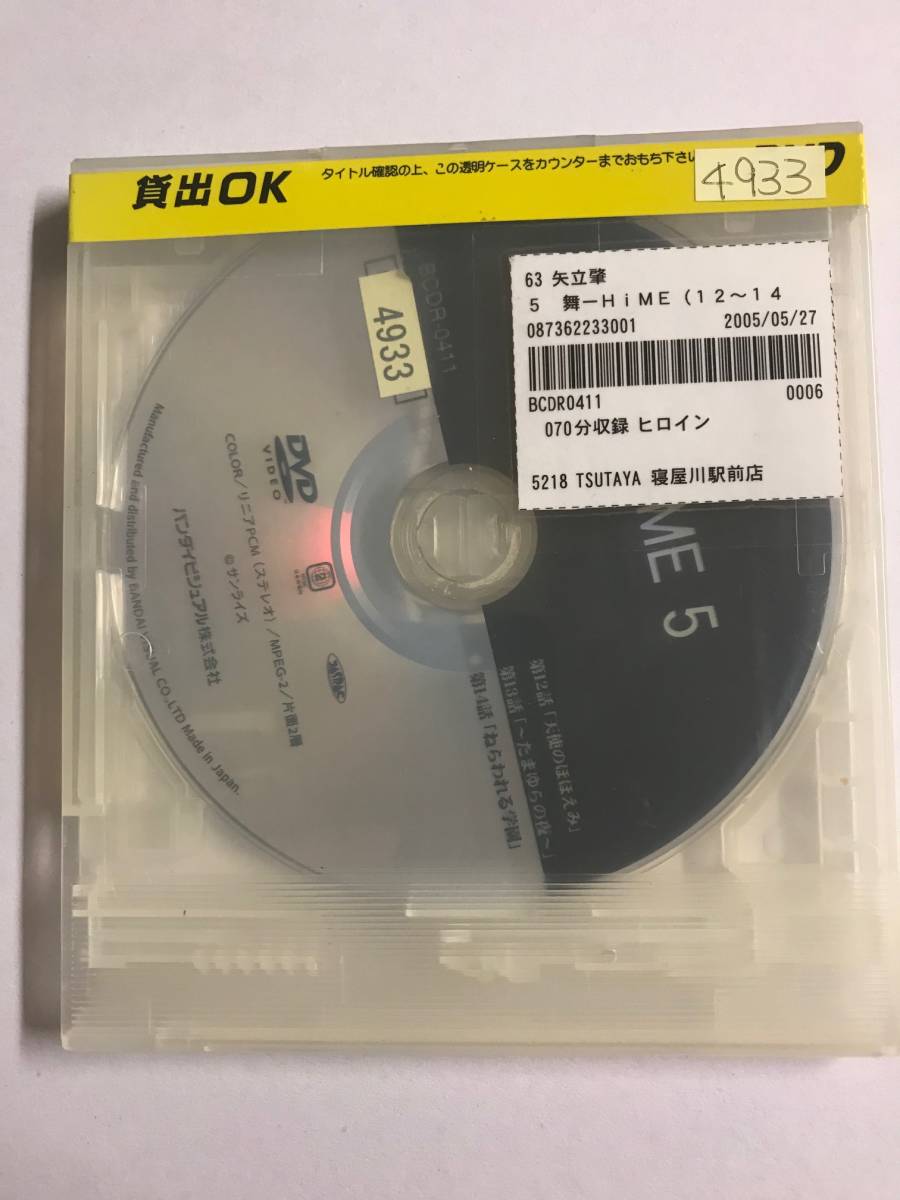 貸出OK
タイトル確認の上、この透明ケースをカウンターまでおもち下さい
4933
63 矢立肇
5 舞ーHiME (12~14
087362233001 2005/05/27
BCDR0411 0006
070分収録 ヒロイン
5218 TSUTAYA 寝屋川駅前店
BCDR-0411
4933
DVD
VIDEO
COLOR/リニアPCM(ステレオ)/MPEG-2/片面2層
©サンライズ
バンダイビジュアル株式会社
Manufactured and distributed by BANDAI VISUAL CO.,LTD Made in Japan.
2
ME 5
第12話「天使のほほえみ」
第13話「~たまゆらの夜~」
第14話「ねらわれる学園」